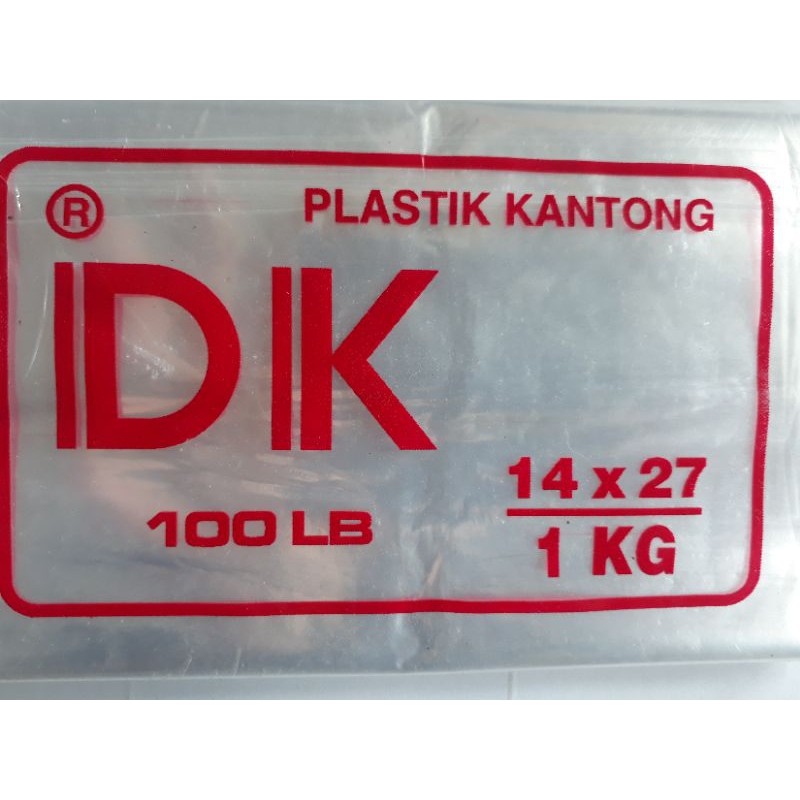 ® PLASTIK KANTONG
DK
100 LB
14 x 27
1 KG